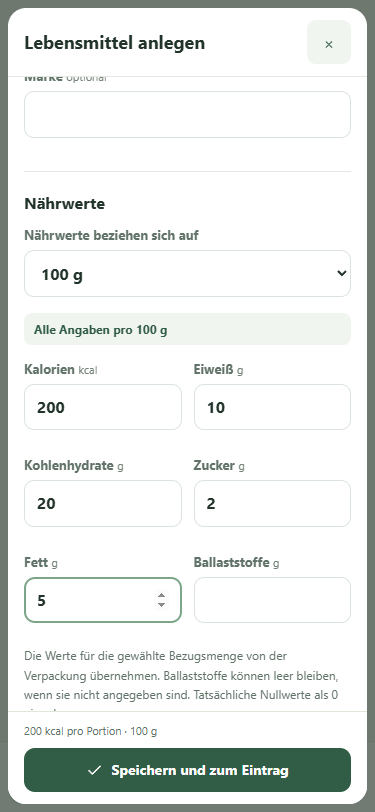 Lebensmittel anlegen
×
Marke optional
Nährwerte
Nährwerte beziehen sich auf
100 g
Alle Angaben pro 100 g
Kalorien kcal
Eiweiß g
200
10
Kohlenhydrate g
Zucker g
20
2
Fett g
Ballaststoffe g
5
Die Werte für die gewählte Bezugsmenge von der
Verpackung übernehmen. Ballaststoffe können leer bleiben,
wenn sie nicht angegeben sind. Tatsächliche Nullwerte als 0
200 kcal pro Portion · 100 g
Speichern und zum Eintrag